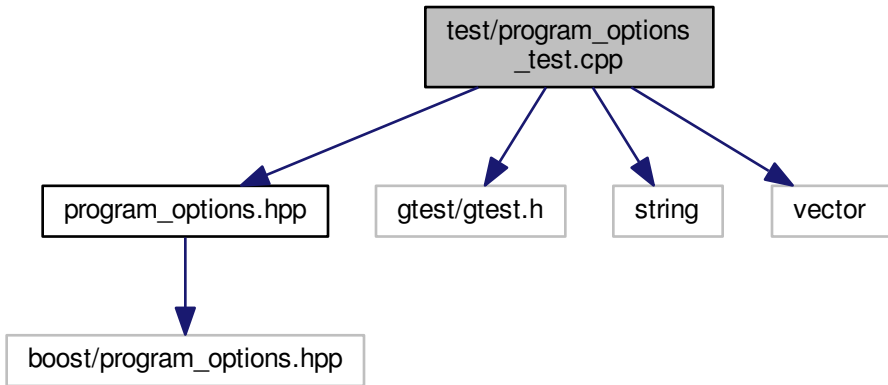 test/program_options
_test.cpp
program_options.hpp
gtest/gtest.h
string
vector
boost/program_options.hpp